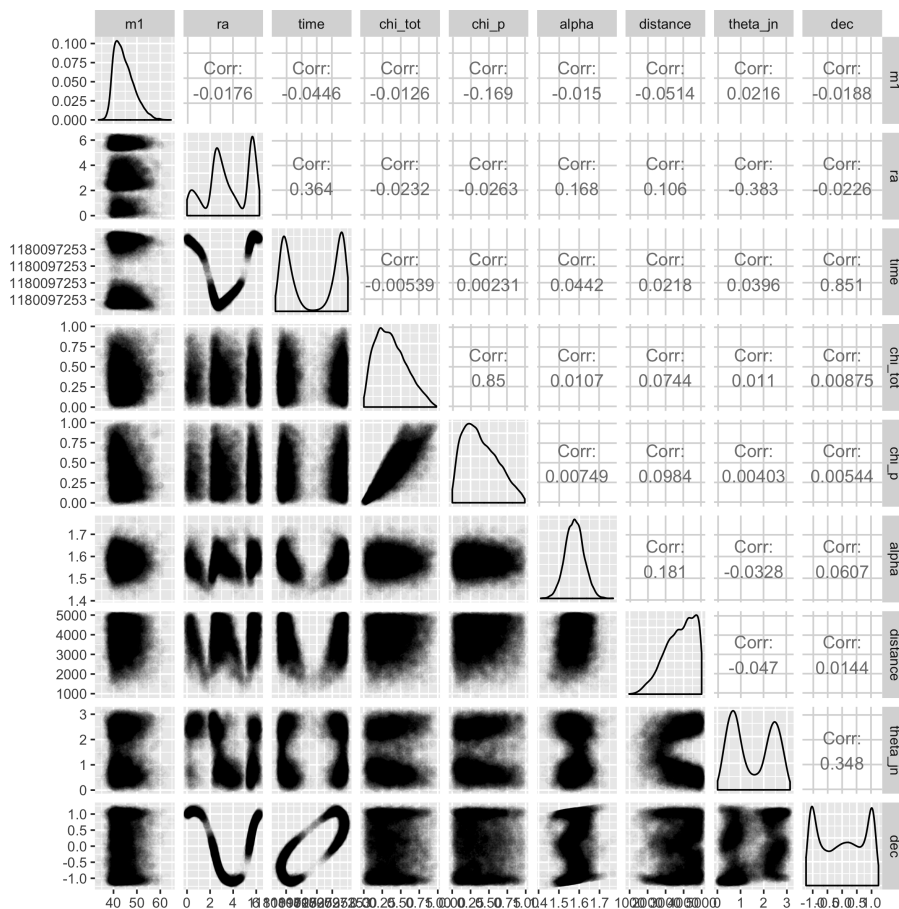 m1 ra time chi_tot chi_p alpha distance theta_jn dec
0.100
0.075
0.050
0.025
0.000
Corr: Corr: Corr: Corr: Corr: Corr: Corr: Corr:
-0.0176 -0.0446 -0.0126 -0.169 -0.015 -0.0514 0.0216 -0.0188
m1
6
4
2
0
Corr: Corr: Corr: Corr: Corr: Corr: Corr:
0.364 -0.0232 -0.0263 0.168 0.106 -0.383 -0.0226
ra
1180097253
1180097253
1180097253
1180097253
Corr: Corr: Corr: Corr: Corr: Corr:
-0.00539 0.00231 0.0442 0.0218 0.0396 0.851
time
1.00
0.75
0.50
0.25
0.00
Corr: Corr: Corr: Corr: Corr:
0.85 0.0107 0.0744 0.011 0.00875
chi_tot
1.00
0.75
0.50
0.25
0.00
Corr: Corr: Corr: Corr:
0.00749 0.0984 0.00403 0.00544
chi_p
1.7
1.6
1.5
1.4
Corr: Corr: Corr:
0.181 -0.0328 0.0607
alpha
5000
4000
3000
2000
1000
Corr: Corr:
-0.047 0.0144
distance
3
2
1
0
Corr:
0.348
theta_jn
1.0
0.5
0.0
-0.5
-1.0
dec
40 50 60 0 2 4 6 0 1 2 3